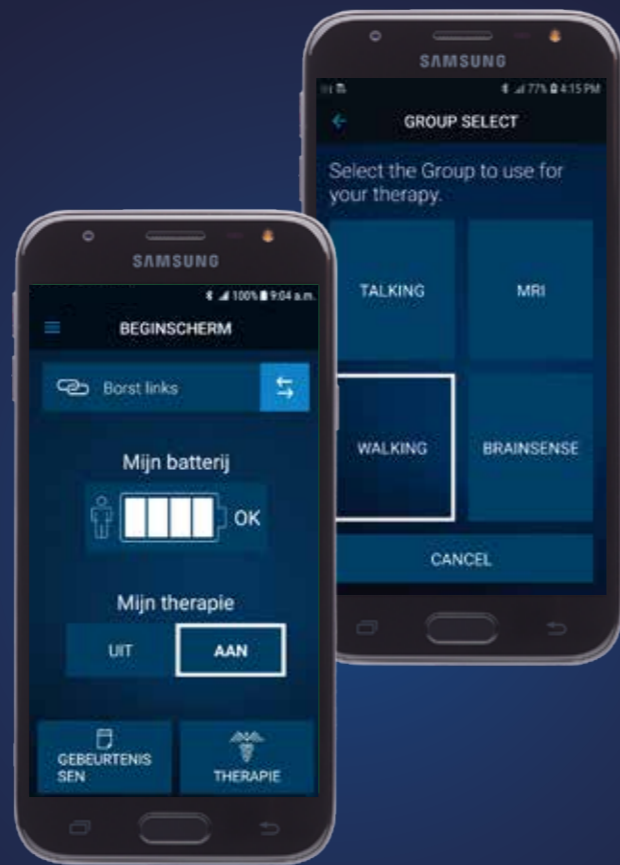 SAMSUNG
100% 9:04 a.m.
BEGINSCHERM
Borst links
Mijn batterij
OK
Mijn therapie
UIT
AAN
GEBEURTENIS
SEN
THERAPIE
SAMSUNG
77% 4:15 PM
GROUP SELECT
Select the Group to use for
your therapy.
TALKING
MRI
WALKING
BRAINSENSE
CANCEL